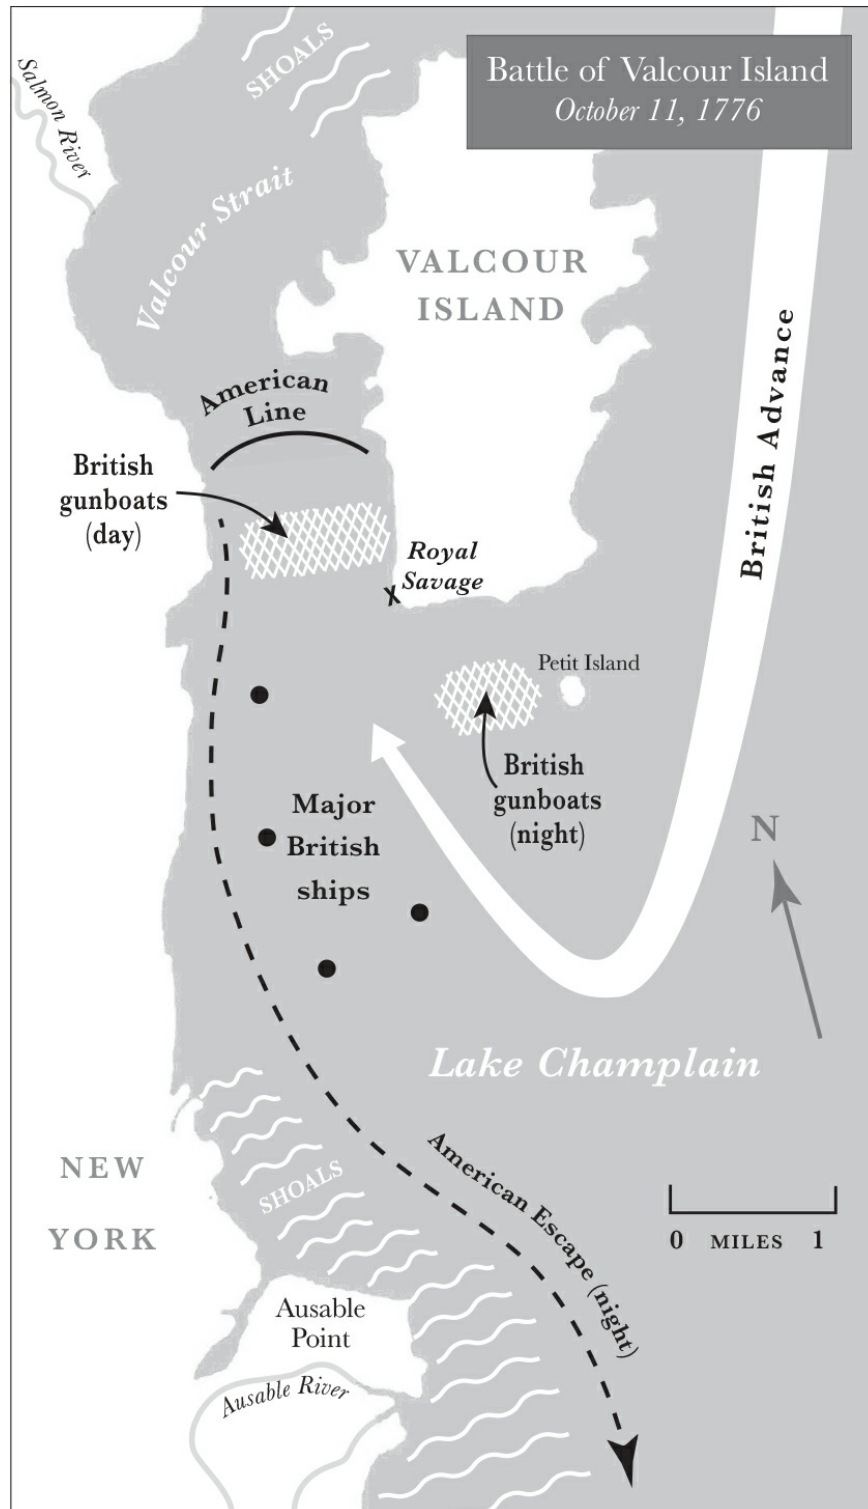 SHOALS
Battle of Valcour Island
October 11, 1776
Salmon River
Valcour Strait
VALCOUR
ISLAND
British Advance
American
Line
British
gunboats
(day)
Royal
Savage
Petit Island
British
gunboats
(night)
Major
British
ships
N
Lake Champlain
NEW
YORK
SHOALS
American Escape (night)
0 MILES 1
Ausable
Point
Ausable River